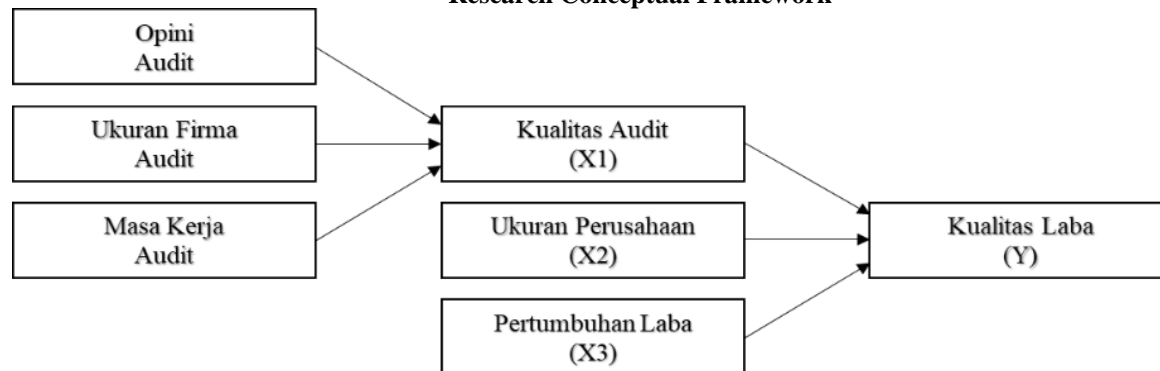 Research Conceptual Framework
Opini
Audit
Ukuran Firma
Audit
Masa Kerja
Audit
Kualitas Audit
(X1)
Ukuran Perusahaan
(X2)
Pertumbuhan Laba
(X3)
Kualitas Laba
(Y)